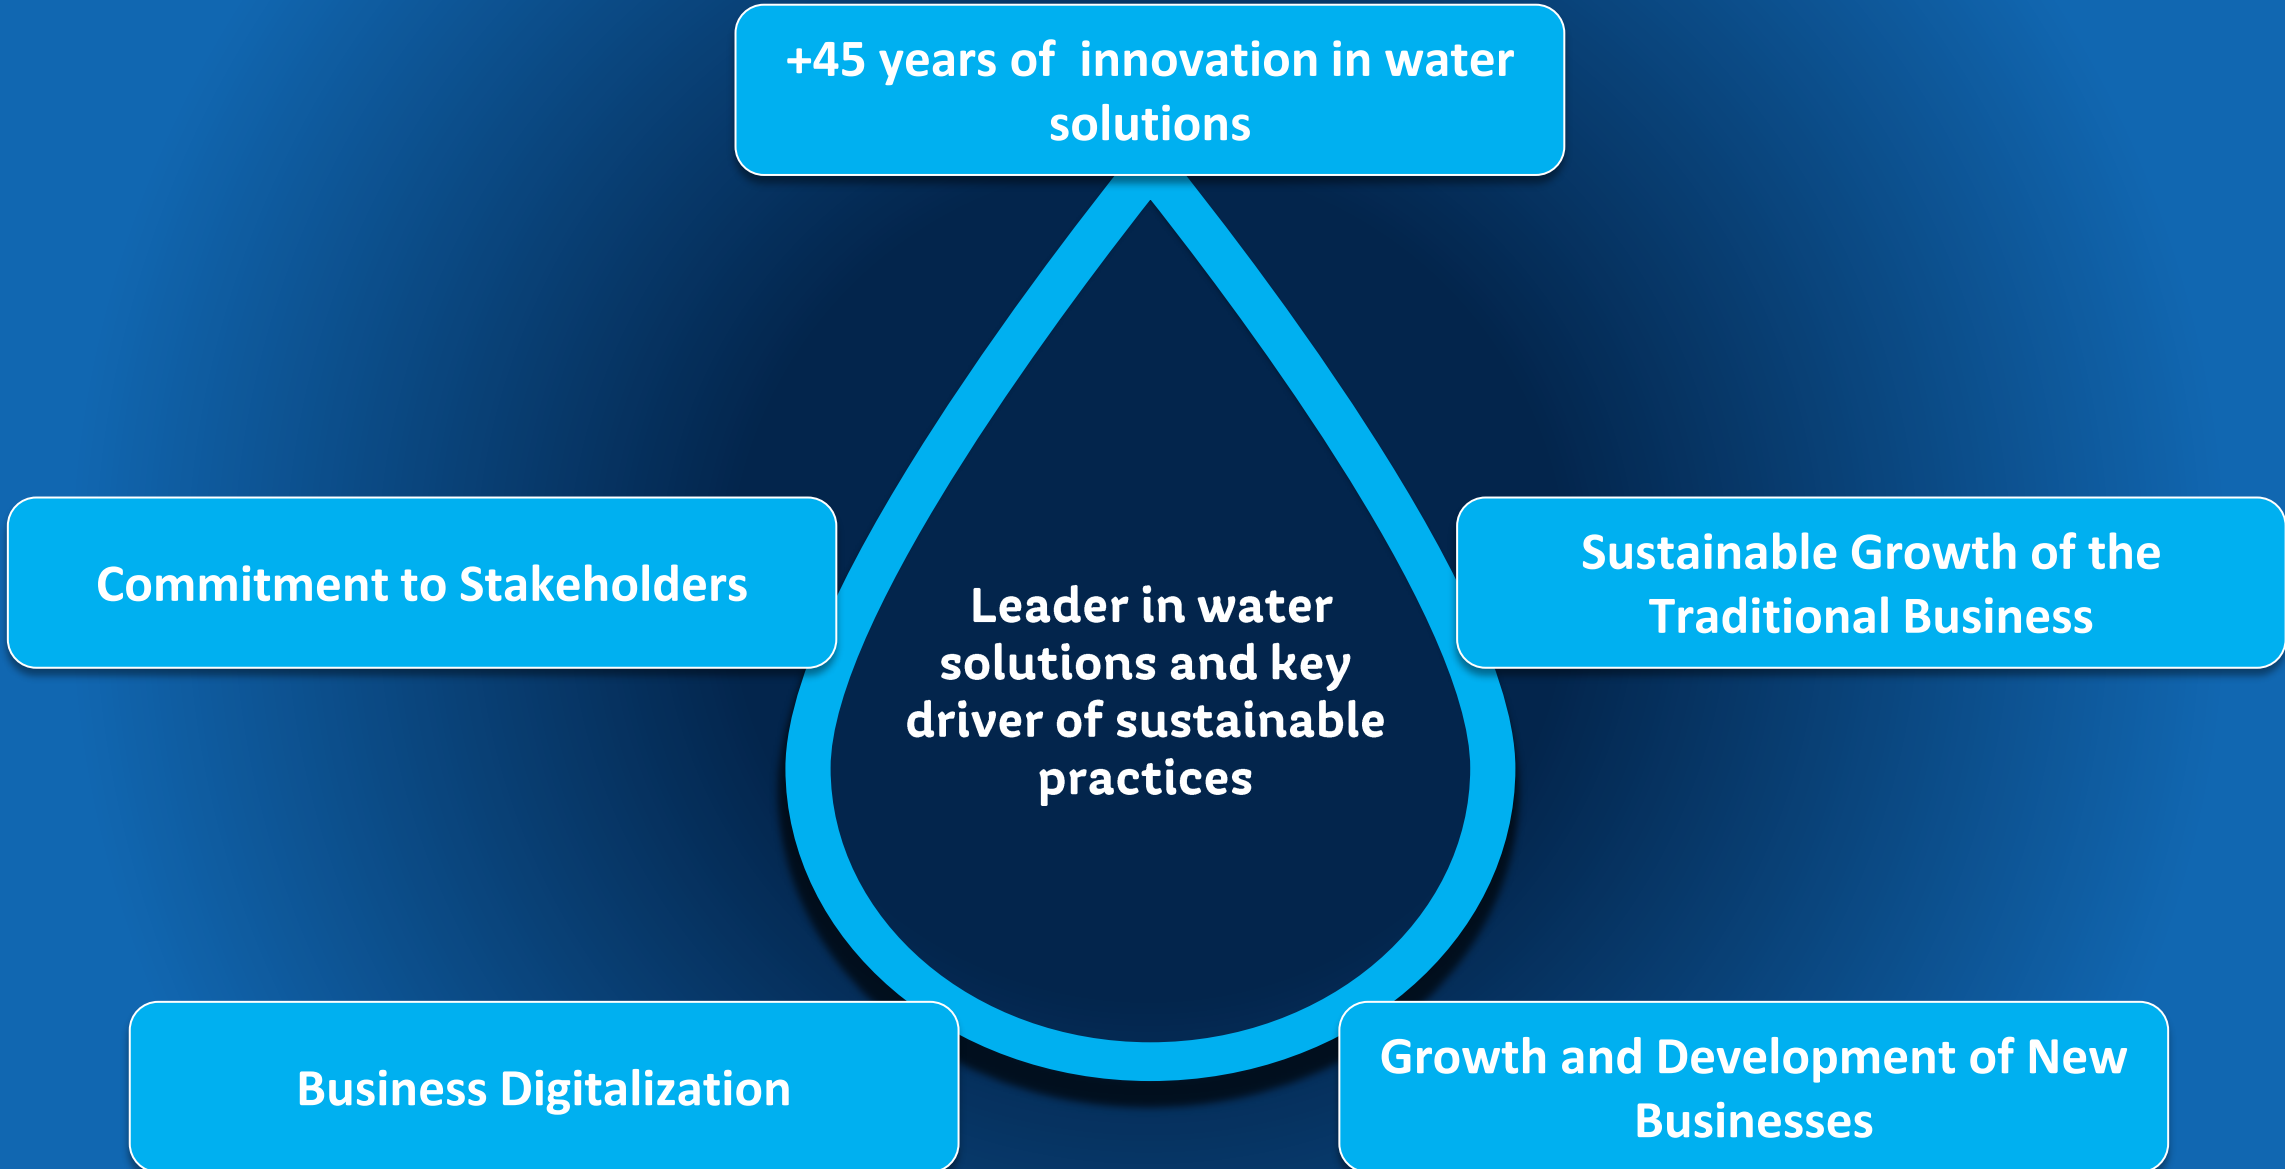 +45 years of innovation in water
solutions
Commitment to Stakeholders
Sustainable Growth of the
Traditional Business
Leader in water
solutions and key
driver of sustainable
practices
Business Digitalization
Growth and Development of New
Businesses